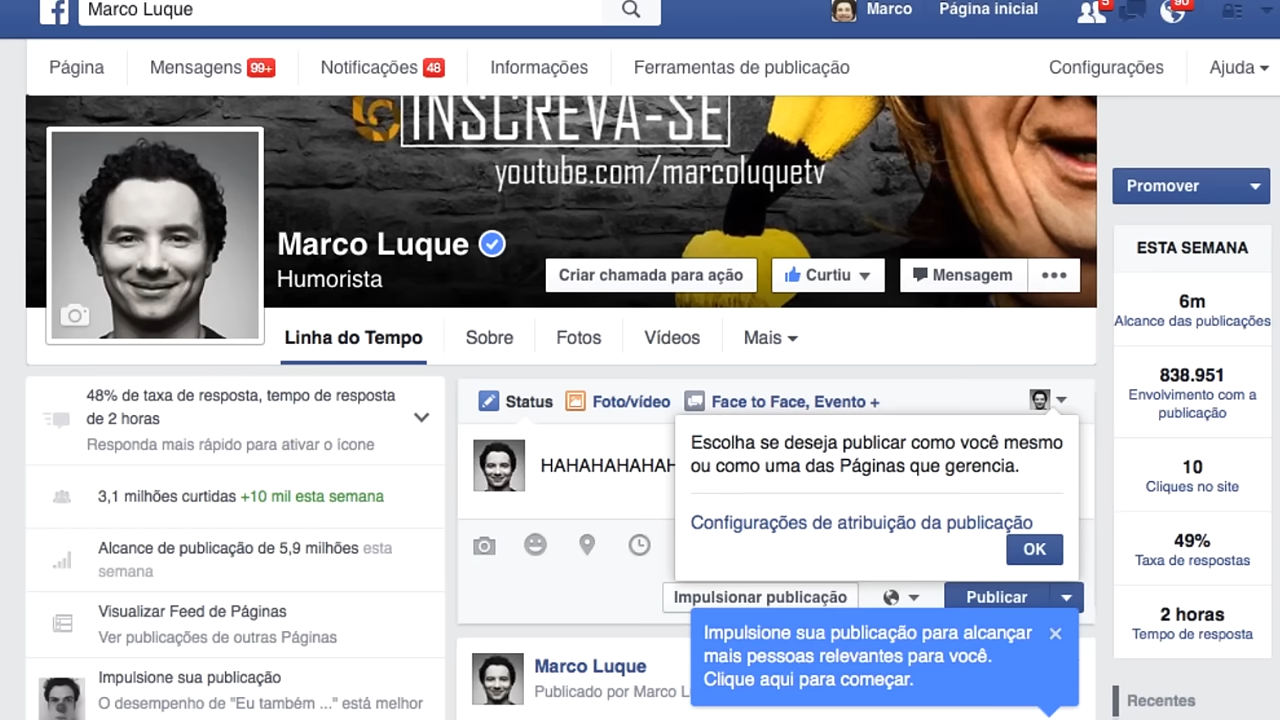 Marco Luque
Marco
Página inicial
5
90
Página
Mensagens 99+
Notificações 48
Informações
Ferramentas de publicação
Configurações
Ajuda
INSCREVA-SE
youtube.com/marcoluquetv
Marco Luque
Humorista
Criar chamada para ação
Curtiu
Mensagem
Promover
Linha do Tempo
Sobre
Fotos
Vídeos
Mais
ESTA SEMANA
6m
Alcance das publicações
838.951
Envolvimento com a
publicação
10
Cliques no site
49%
Taxa de respostas
2 horas
Tempo de resposta
Recentes
48% de taxa de resposta, tempo de resposta
de 2 horas
Responda mais rápido para ativar o ícone
3,1 milhões curtidas +10 mil esta semana
Alcance de publicação de 5,9 milhões esta
semana
Visualizar Feed de Páginas
Ver publicações de outras Páginas
Impulsione sua publicação
O desempenho de "Eu também ..." está melhor
Status
Foto/vídeo
Face to Face, Evento +
HAHAHAHAHAH
Escolha se deseja publicar como você mesmo
ou como uma das Páginas que gerencia.
Configurações de atribuição da publicação
OK
Impulsionar publicação
Publicar
Impulsione sua publicação para alcançar
mais pessoas relevantes para você.
Clique aqui para começar.
Marco Luque
Publicado por Marco L